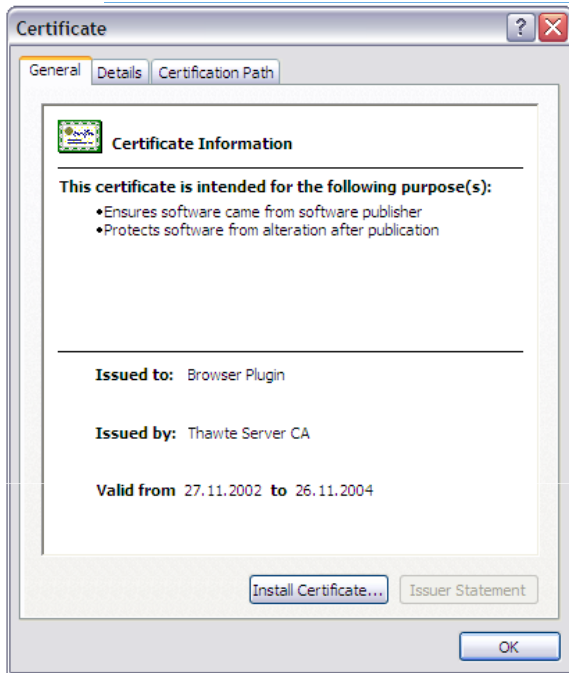 Certificate
?
General Details Certification Path
Certificate Information
This certificate is intended for the following purpose(s):
•Ensures software came from software publisher
•Protects software from alteration after publication
Issued to: Browser Plugin
Issued by: Thawte Server CA
Valid from 27.11.2002 to 26.11.2004
Install Certificate... Issuer Statement
OK